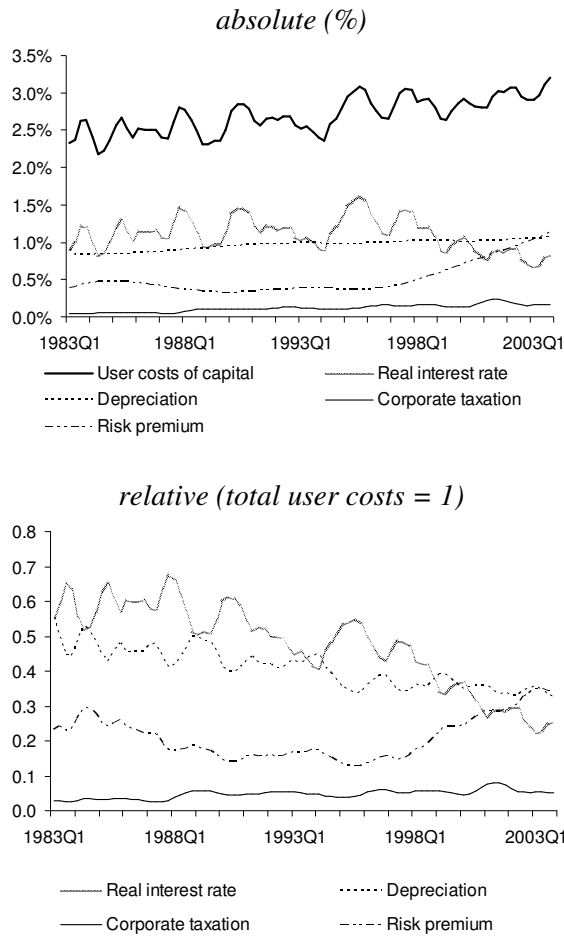 absolute (%)
3.5%
3.0%
2.5%
2.0%
1.5%
1.0%
0.5%
0.0%
1983Q1 1988Q1 1993Q1 1998Q1 2003Q1
User costs of capital Real interest rate
Depreciation Corporate taxation
Risk premium
relative (total user costs = 1)
0.8
0.7
0.6
0.5
0.4
0.3
0.2
0.1
0.0
1983Q1 1988Q1 1993Q1 1998Q1 2003Q1
Real interest rate Depreciation
Corporate taxation Risk premium